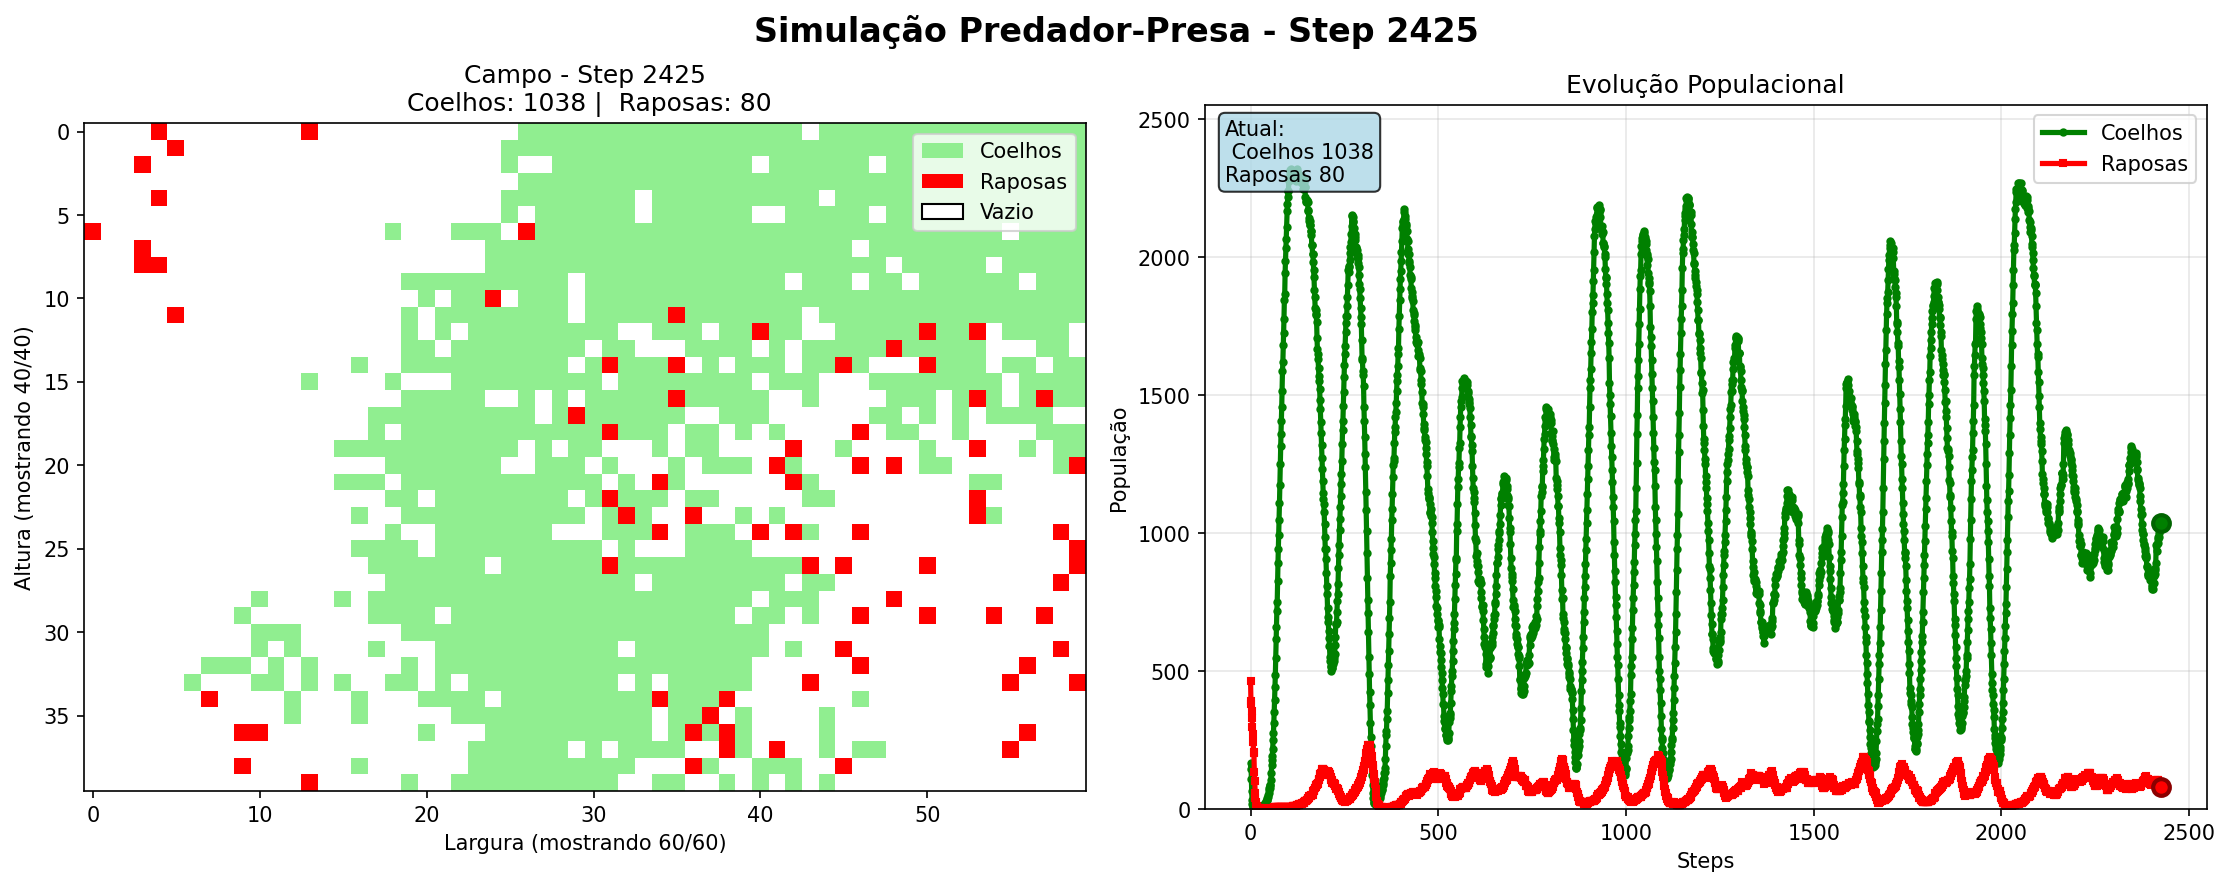 Simulação Predador-Presa - Step 2425
Campo - Step 2425
Coelhos: 1038 |  Raposas: 80
Coelhos
Raposas
Vazio
0
5
10
15
20
25
30
35
Altura (mostrando 40/40)
0
10
20
30
40
50
Largura (mostrando 60/60)
Evolução Populacional
Atual:
Coelhos 1038
Raposas 80
Coelhos
Raposas
2500
2000
1500
1000
500
0
População
0
500
1000
1500
2000
2500
Steps